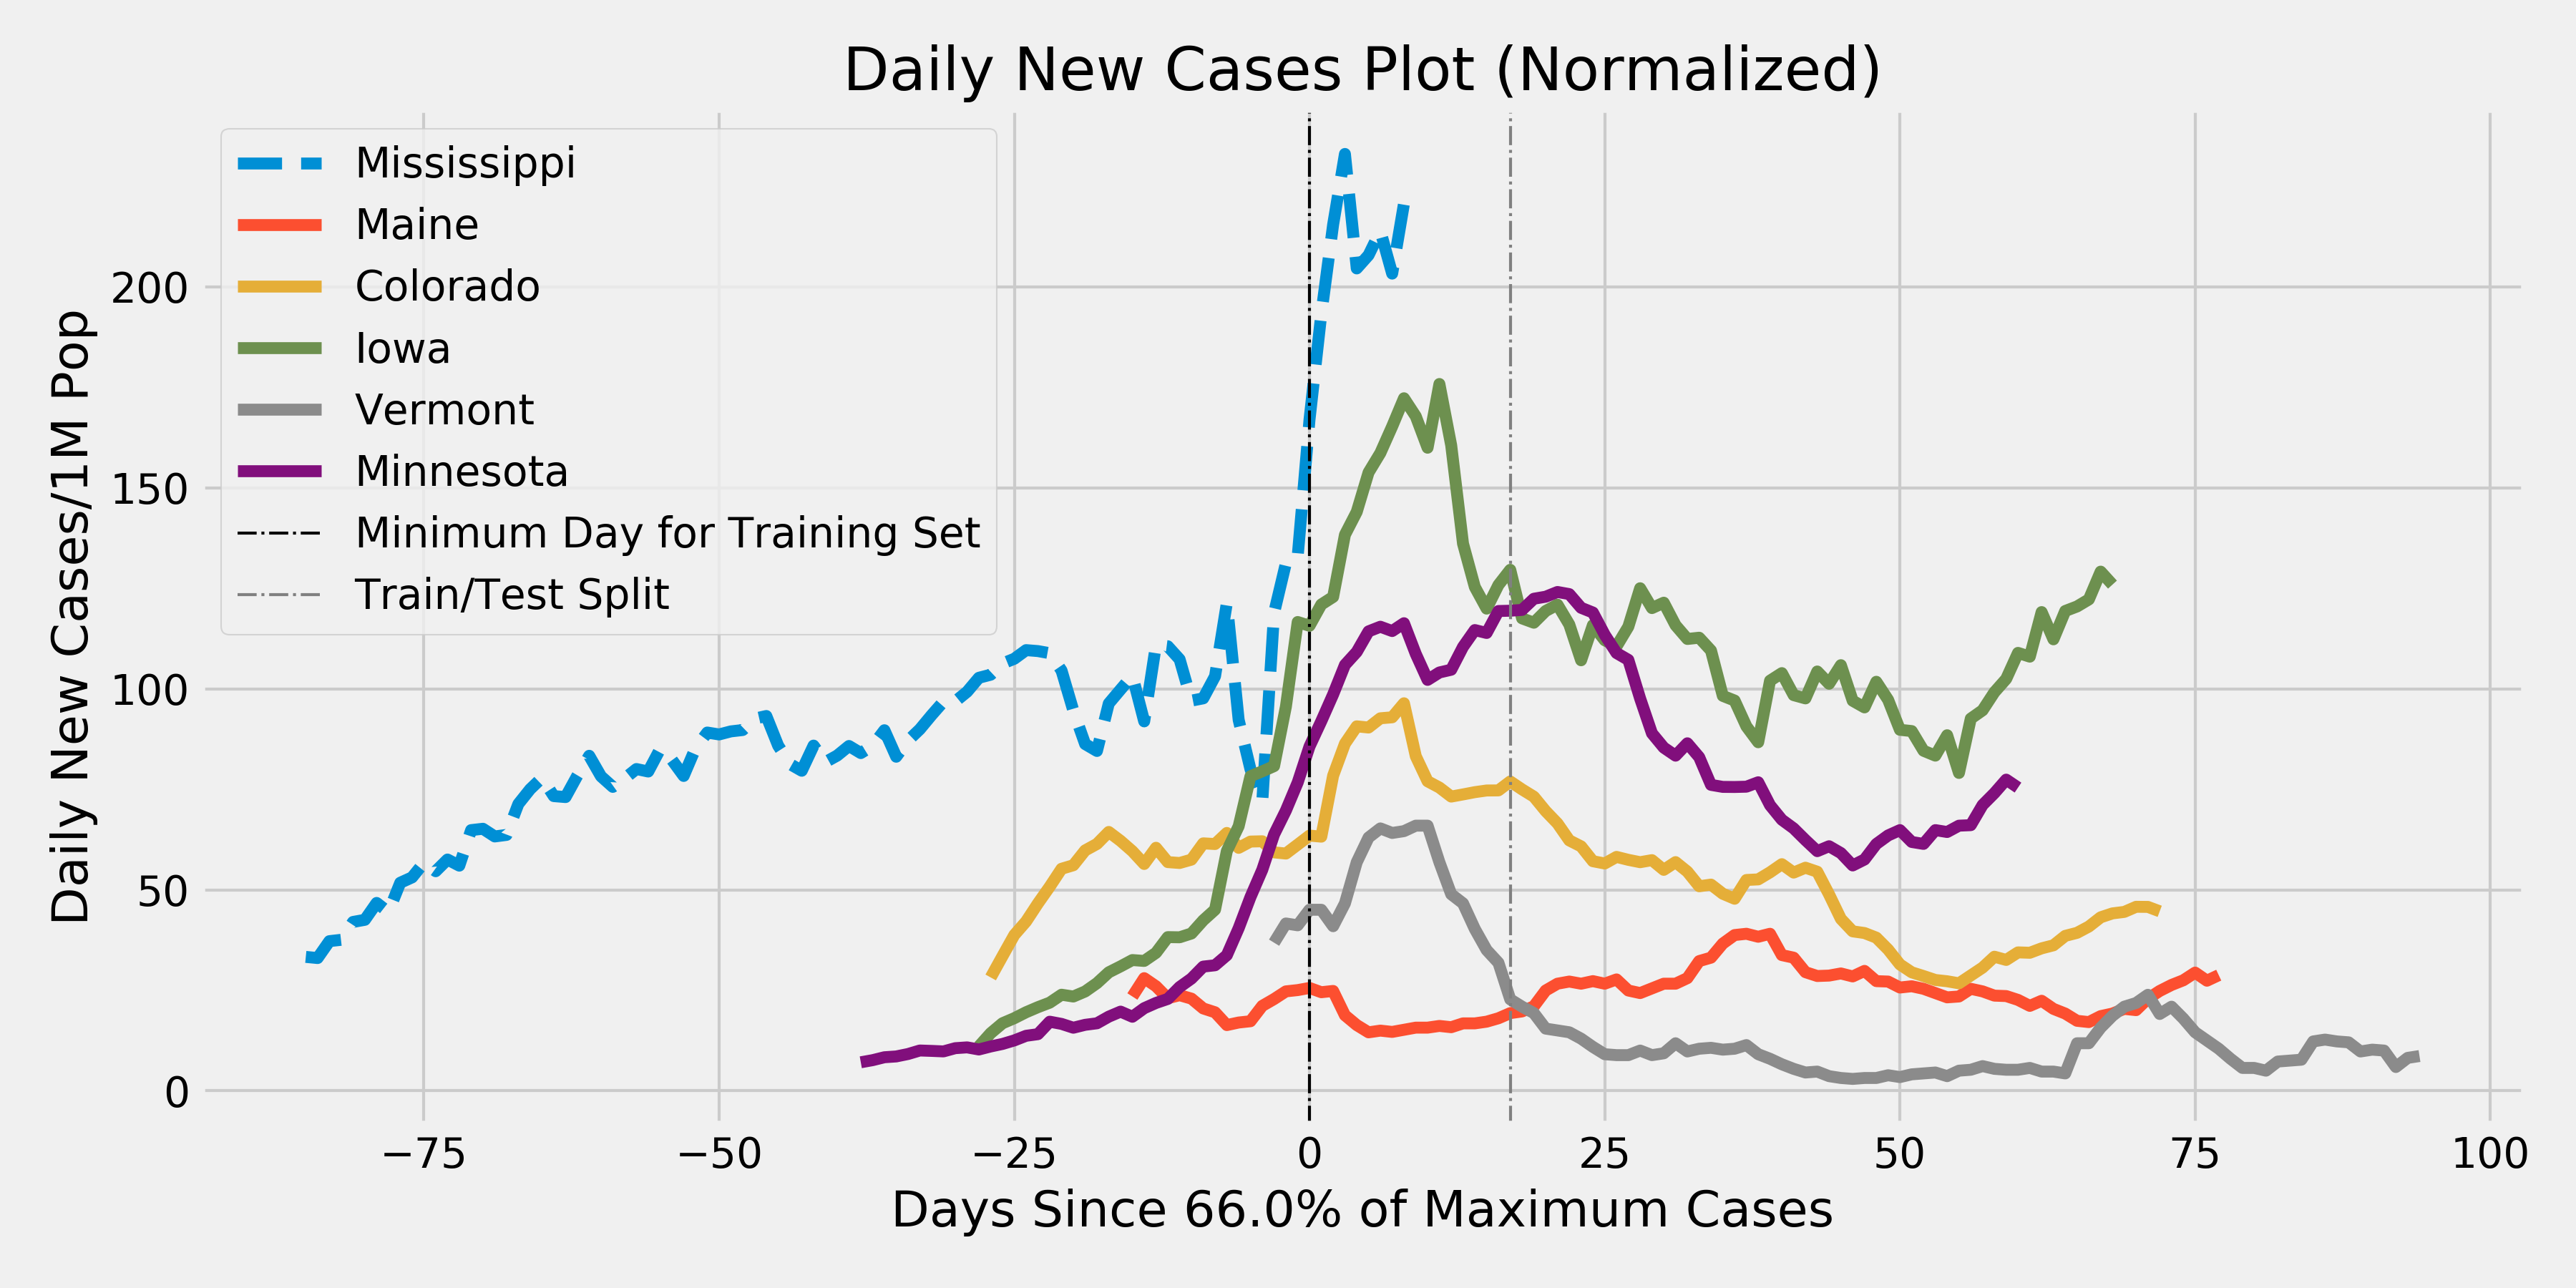 Daily New Cases Plot (Normalized)
Mississippi
Maine
Colorado
Iowa
Vermont
Minnesota
Minimum Day for Training Set
Train/Test Split
Daily New Cases/1M Pop
200
150
100
50
0
−75 −50 −25 0 25 50 75 100
Days Since 66.0% of Maximum Cases